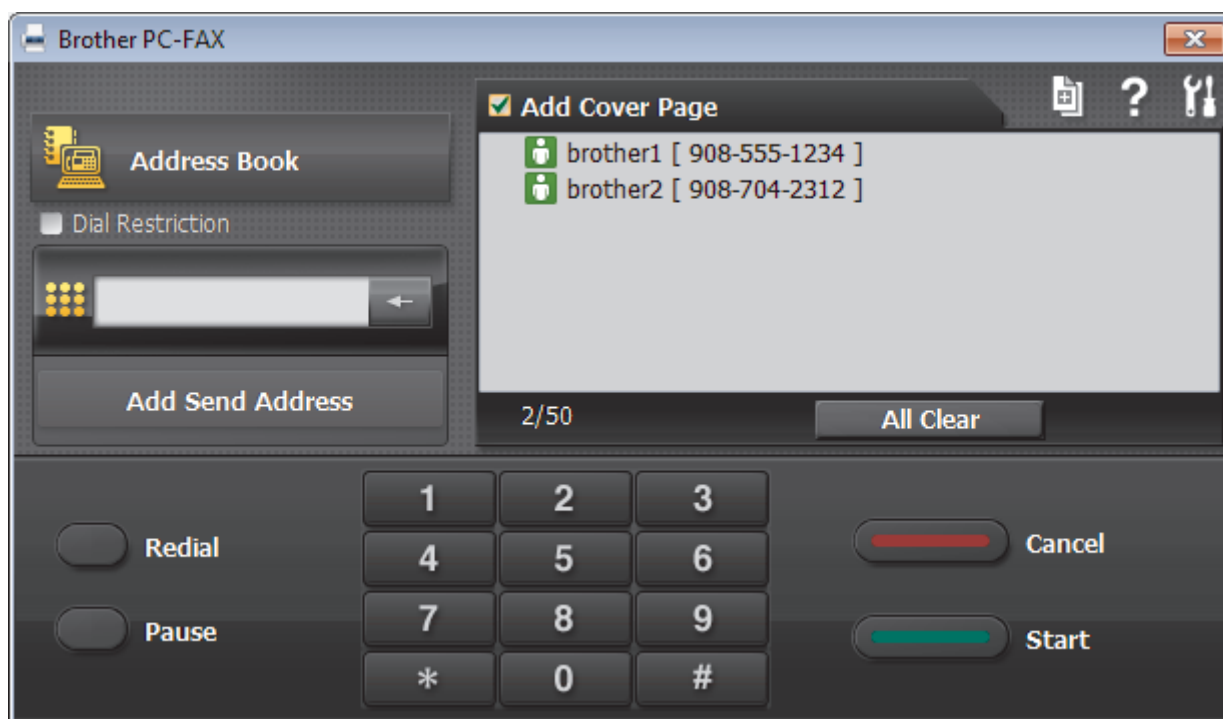 Brother PC-FAX
Add Cover Page
?
Address Book
brother1 [ 908-555-1234 ]
brother2 [ 908-704-2312 ]
Dial Restriction
Add Send Address
2/50
All Clear
1 2 3
Redial
4 5 6
Cancel
7 8 9
Pause
Start
* 0 #